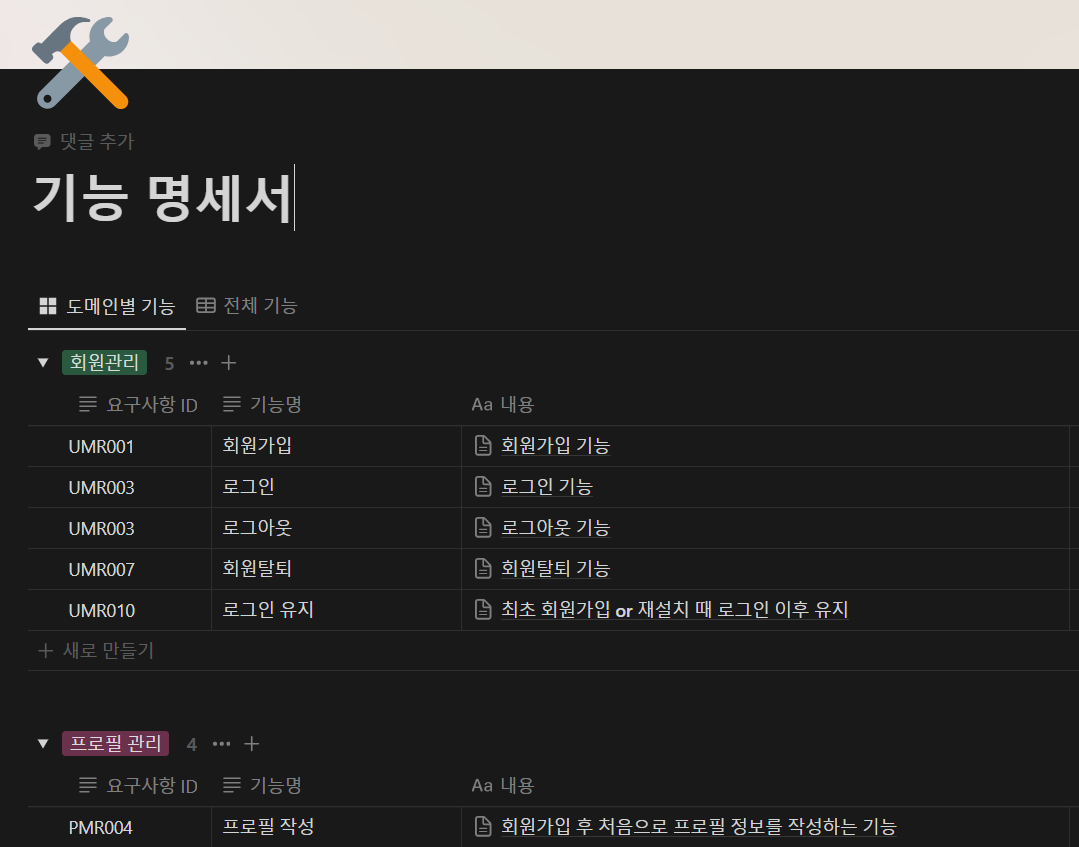 댓글 추가
기능 명세서
도메인별 기능 전체 기능
회원관리 5
요구사항 ID 기능명 Aa 내용
UMR001 회원가입 회원가입 기능
UMR003 로그인 로그인 기능
UMR003 로그아웃 로그아웃 기능
UMR007 회원탈퇴 회원탈퇴 기능
UMR010 로그인 유지 최초 회원가입 or 재설치 때 로그인 이후 유지
+ 새로 만들기
프로필 관리 4
요구사항 ID 기능명 Aa 내용
PMR004 프로필 작성 회원가입 후 처음으로 프로필 정보를 작성하는 기능